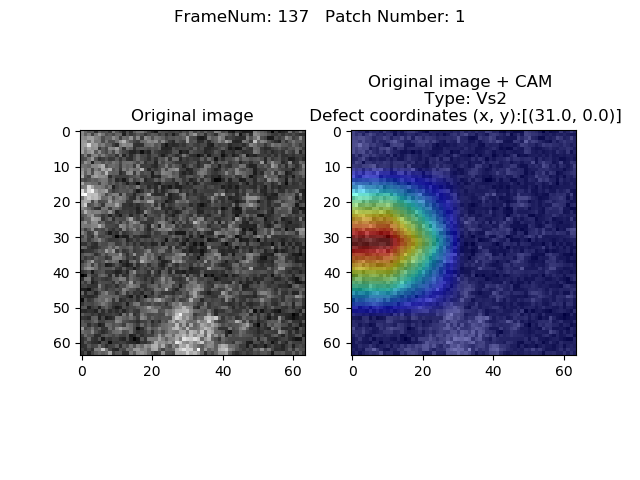 FrameNum: 137   Patch Number: 1
Original image
Original image + CAM
Type: Vs2
Defect coordinates (x, y):[(31.0, 0.0)]
0
10
20
30
40
50
60
0 20 40 60
0
10
20
30
40
50
60
0 20 40 60